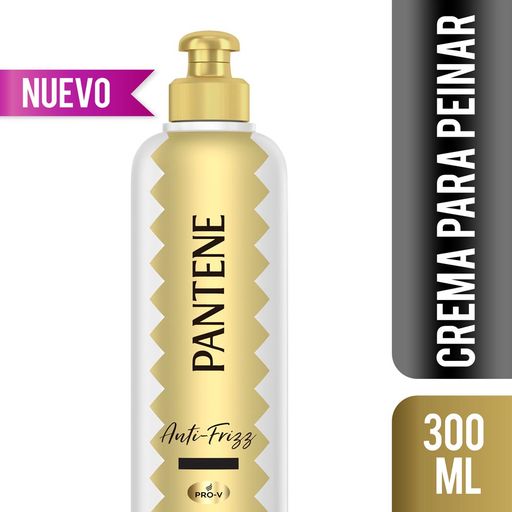 NUEVO
PANTENE
Anti-Frizz
PRO-V
CREMA PARA PEINAR
300
ML